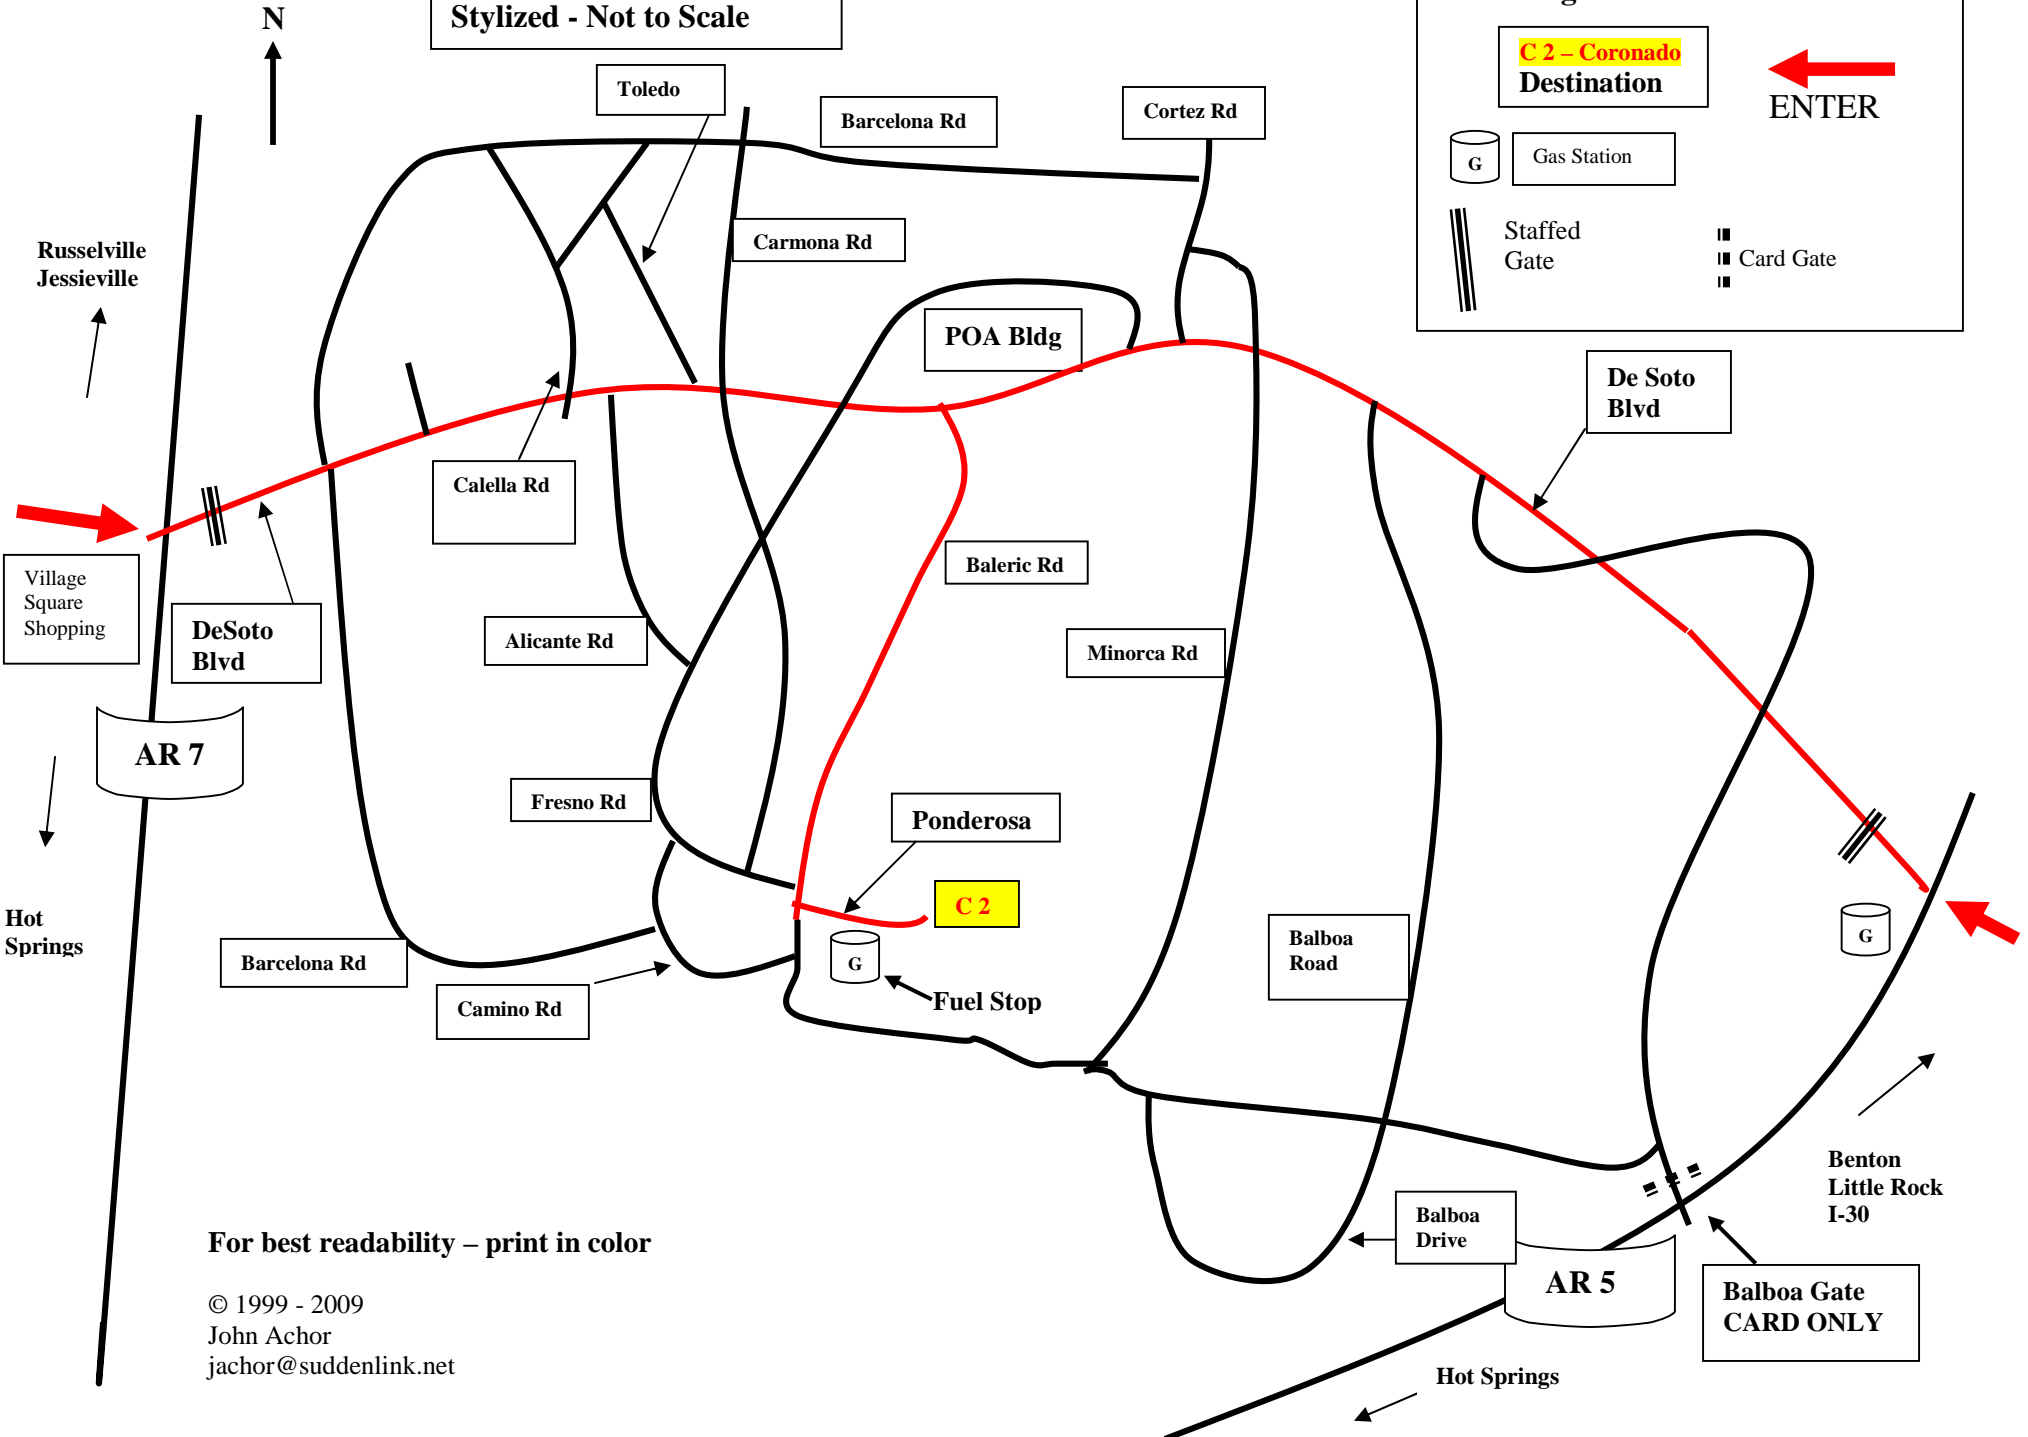 N
Stylized - Not to Scale
C 2 – Coronado
Destination
ENTER
G
Gas Station
Staffed
Gate
Card Gate
Toledo
Barcelona Rd
Cortez Rd
Carmona Rd
Russelville
Jessieville
POA Bldg
De Soto
Blvd
Calella Rd
Village
Square
Shopping
DeSoto
Blvd
Baleric Rd
Alicante Rd
Minorca Rd
AR 7
Fresno Rd
Ponderosa
C 2
Hot
Springs
Barcelona Rd
Camino Rd
G
Fuel Stop
Balboa
Road
G
Benton
Little Rock
I-30
Balboa
Drive
AR 5
Balboa Gate
CARD ONLY
Hot Springs
For best readability – print in color
© 1999 - 2009
John Achor
jachor@suddenlink.net